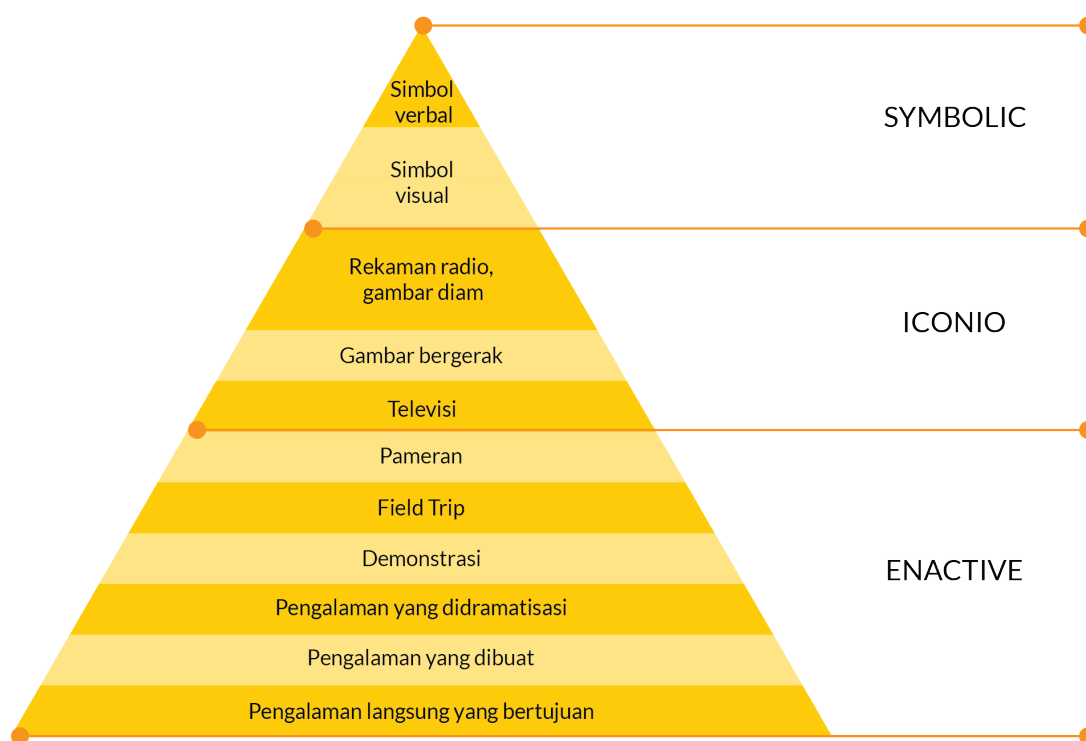 Simbol
verbal
SYMBOLIC
Simbol
visual
Rekaman radio,
gambar diam
ICONIO
Gambar bergerak
Televisi
Pameran
Field Trip
Demonstrasi
ENACTIVE
Pengalaman yang didramatisasi
Pengalaman yang dibuat
Pengalaman langsung yang bertujuan